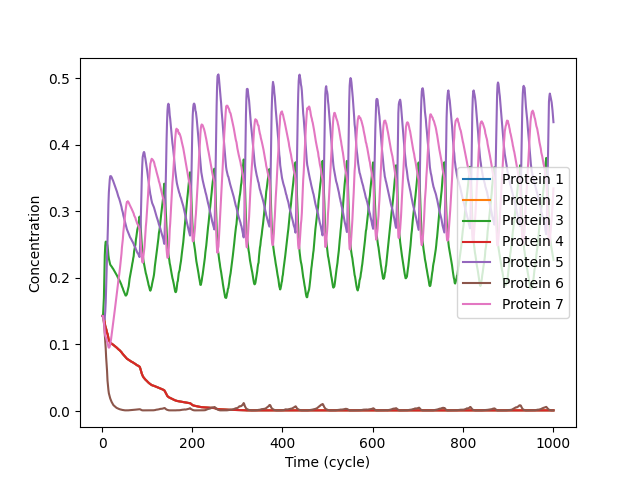 0.5
0.4
0.3
0.2
0.1
0.0
Concentration
0
200
400
600
800
1000
Time (cycle)
Protein 1
Protein 2
Protein 3
Protein 4
Protein 5
Protein 6
Protein 7